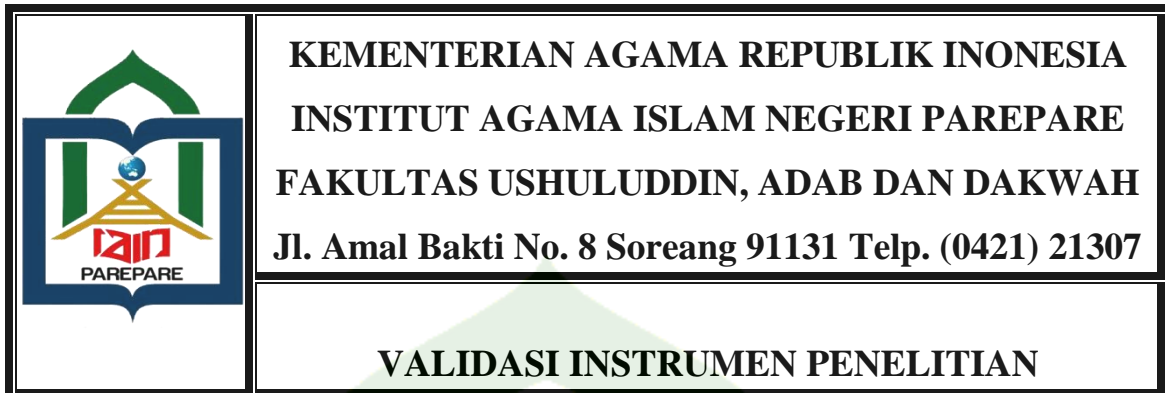 KEMENTERIAN AGAMA REPUBLIK INONESIA
INSTITUT AGAMA ISLAM NEGERI PAREPARE
FAKULTAS USHULUDDIN, ADAB DAN DAKWAH
Jl. Amal Bakti No. 8 Soreang 91131 Telp. (0421) 21307
iain
PAREPARE
VALIDASI INSTRUMEN PENELITIAN